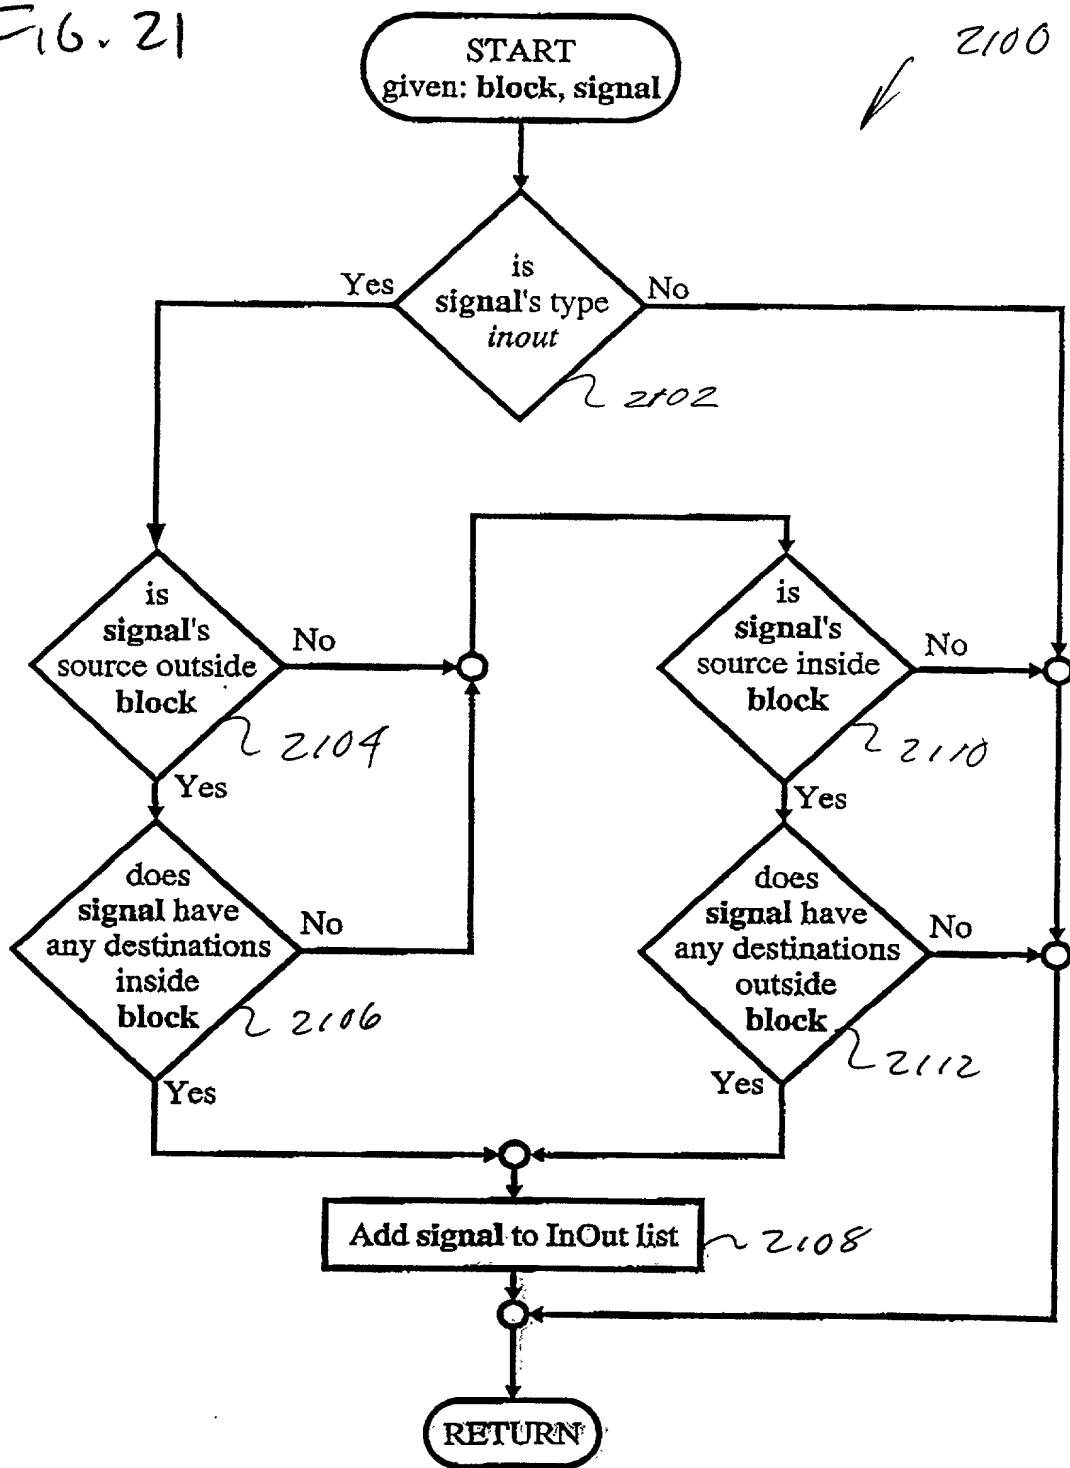 FIG. 21
2100
START
given: block, signal
is
signal's type
inout
Yes
No
2102
is
signal's
source outside
block
No
2104
Yes
is
signal's
source inside
block
No
2110
Yes
does
signal have
any destinations
inside
block
No
2106
Yes
does
signal have
any destinations
outside
block
No
2112
Yes
Add signal to InOut list
2108
RETURN